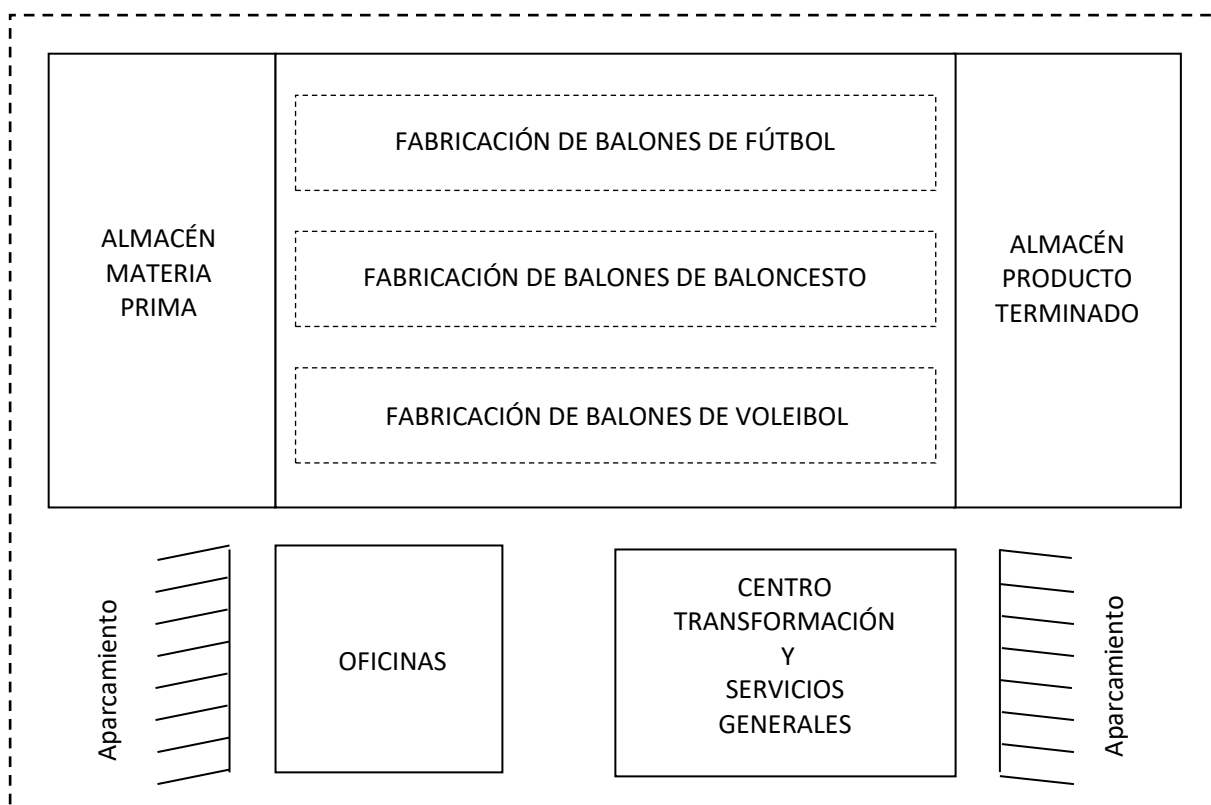 FABRICACIÓN DE BALONES DE FÚTBOL
ALMACÉN
MATERIA
PRIMA
FABRICACIÓN DE BALONES DE BALONCESTO
ALMACÉN
PRODUCTO
TERMINADO
FABRICACIÓN DE BALONES DE VOLEIBOL
Aparcamiento
OFICINAS
CENTRO
TRANSFORMACIÓN
Y
SERVICIOS
GENERALES
Aparcamiento